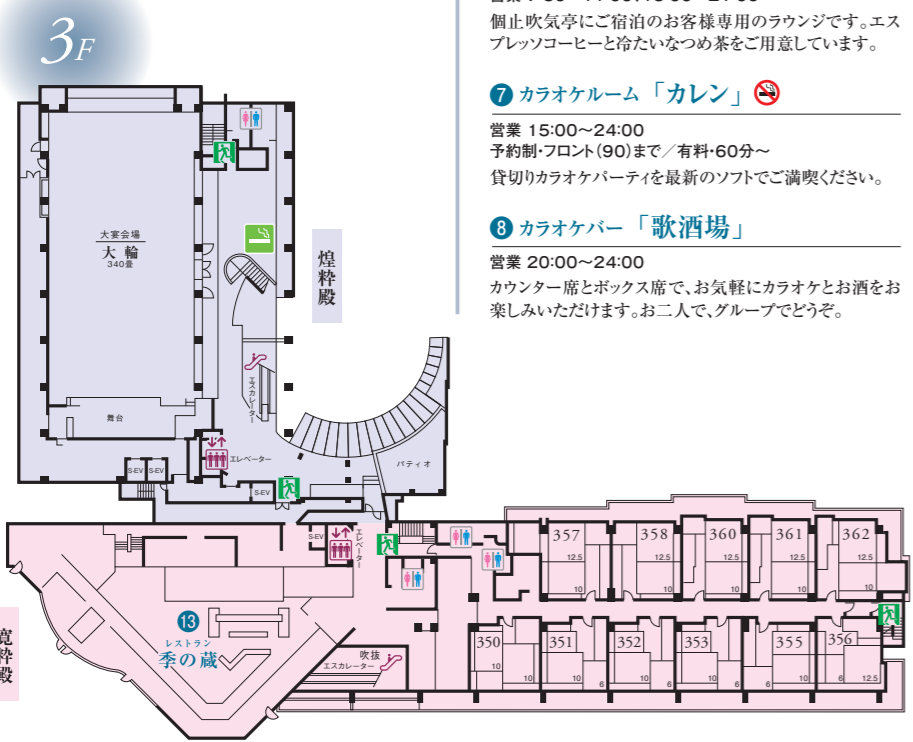 3F
個止吹気亭にご宿泊のお客様専用のラウンジです。エス
プレッソコーヒーと冷たいなつめ茶をご用意しています。
7 カラオケルーム 「カレン」
営業 15:00〜24:00
予約制・フロント(90)まで/有料・60分〜
貸切りカラオケパーティを最新のソフトでご満喫ください。
8 カラオケバー 「歌酒場」
営業 20:00〜24:00
カウンター席とボックス席で、お気軽にカラオケとお酒をお
楽しみいただけます。お二人で、グループでどうぞ。
大宴会場
大輪
340畳
煌粋殿
エスカレーター
舞台
エレベーター
パティオ
S-EV
S-EV
S-EV
S-EV
エレベーター
357
12.5
10
358
12.5
10
360
12.5
10
361
12.5
10
362
12.5
10
13
レストラン
季の蔵
吹抜
エスカレーター
350
10
10
351
10
6
352
10
6
353
10
6
355
10
6
356
6
12.5
寛粋殿